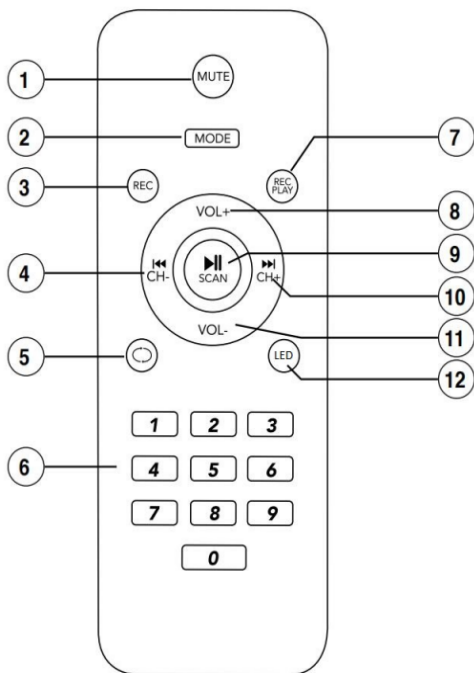 1
MUTE
2
MODE
3
REC
REC
PLAY
7
VOL+
8
4
CH-
SCAN
CH+
9
10
VOL-
11
5
LED
12
1 2 3
6
4 5 6
7 8 9
0